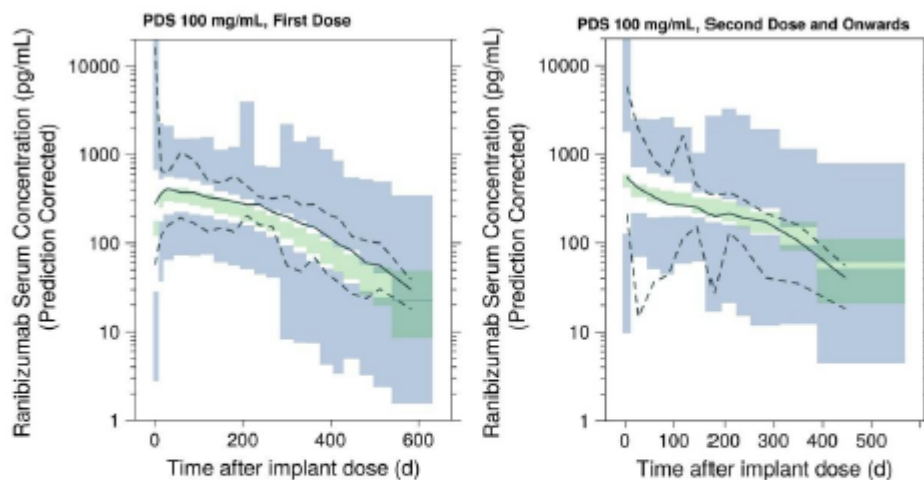 PDS 100 mg/mL, First Dose
Ranibizumab Serum Concentration (pg/mL)
(Prediction Corrected)
10000
1000
100
10
1
0
200
400
600
Time after implant dose (d)
PDS 100 mg/mL, Second Dose and Onwards
Ranibizumab Serum Concentration (pg/mL)
(Prediction Corrected)
10000
1000
100
10
1
0
100
200
300
400
500
Time after implant dose (d)